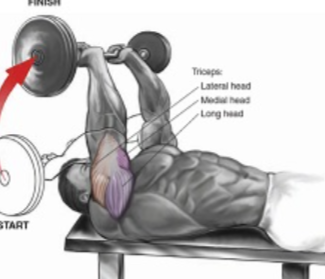 FINISH
Triceps:
Lateral head
Medial head
Long head
START